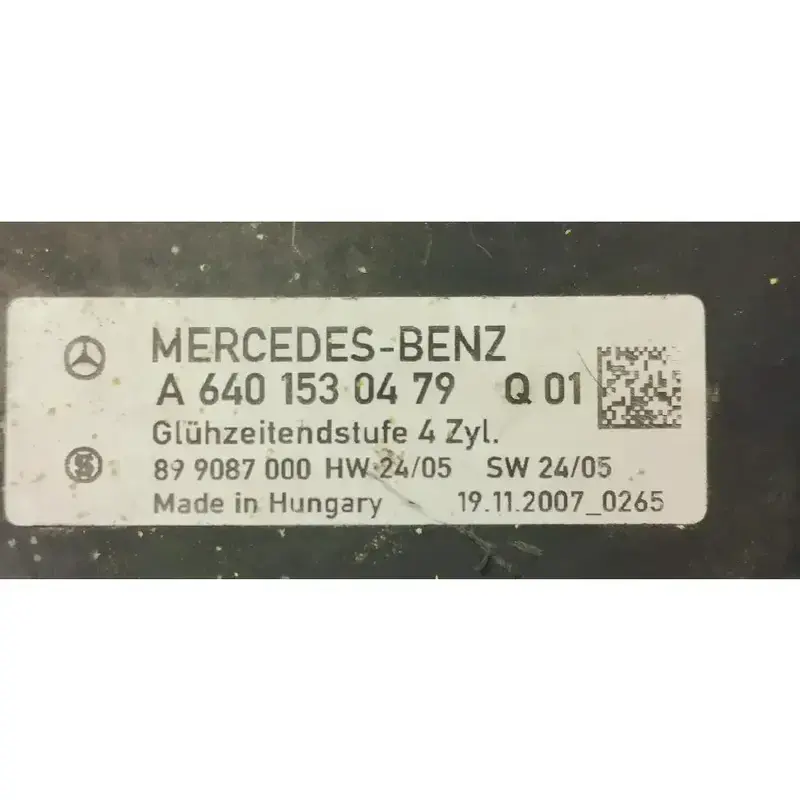 MERCEDES-BENZ
A 640 153 04 79 Q 01
Glühzeitendstufe 4 Zyl.
89 9087 000 HW 24/05 SW 24/05
Made in Hungary 19.11.2007_0265